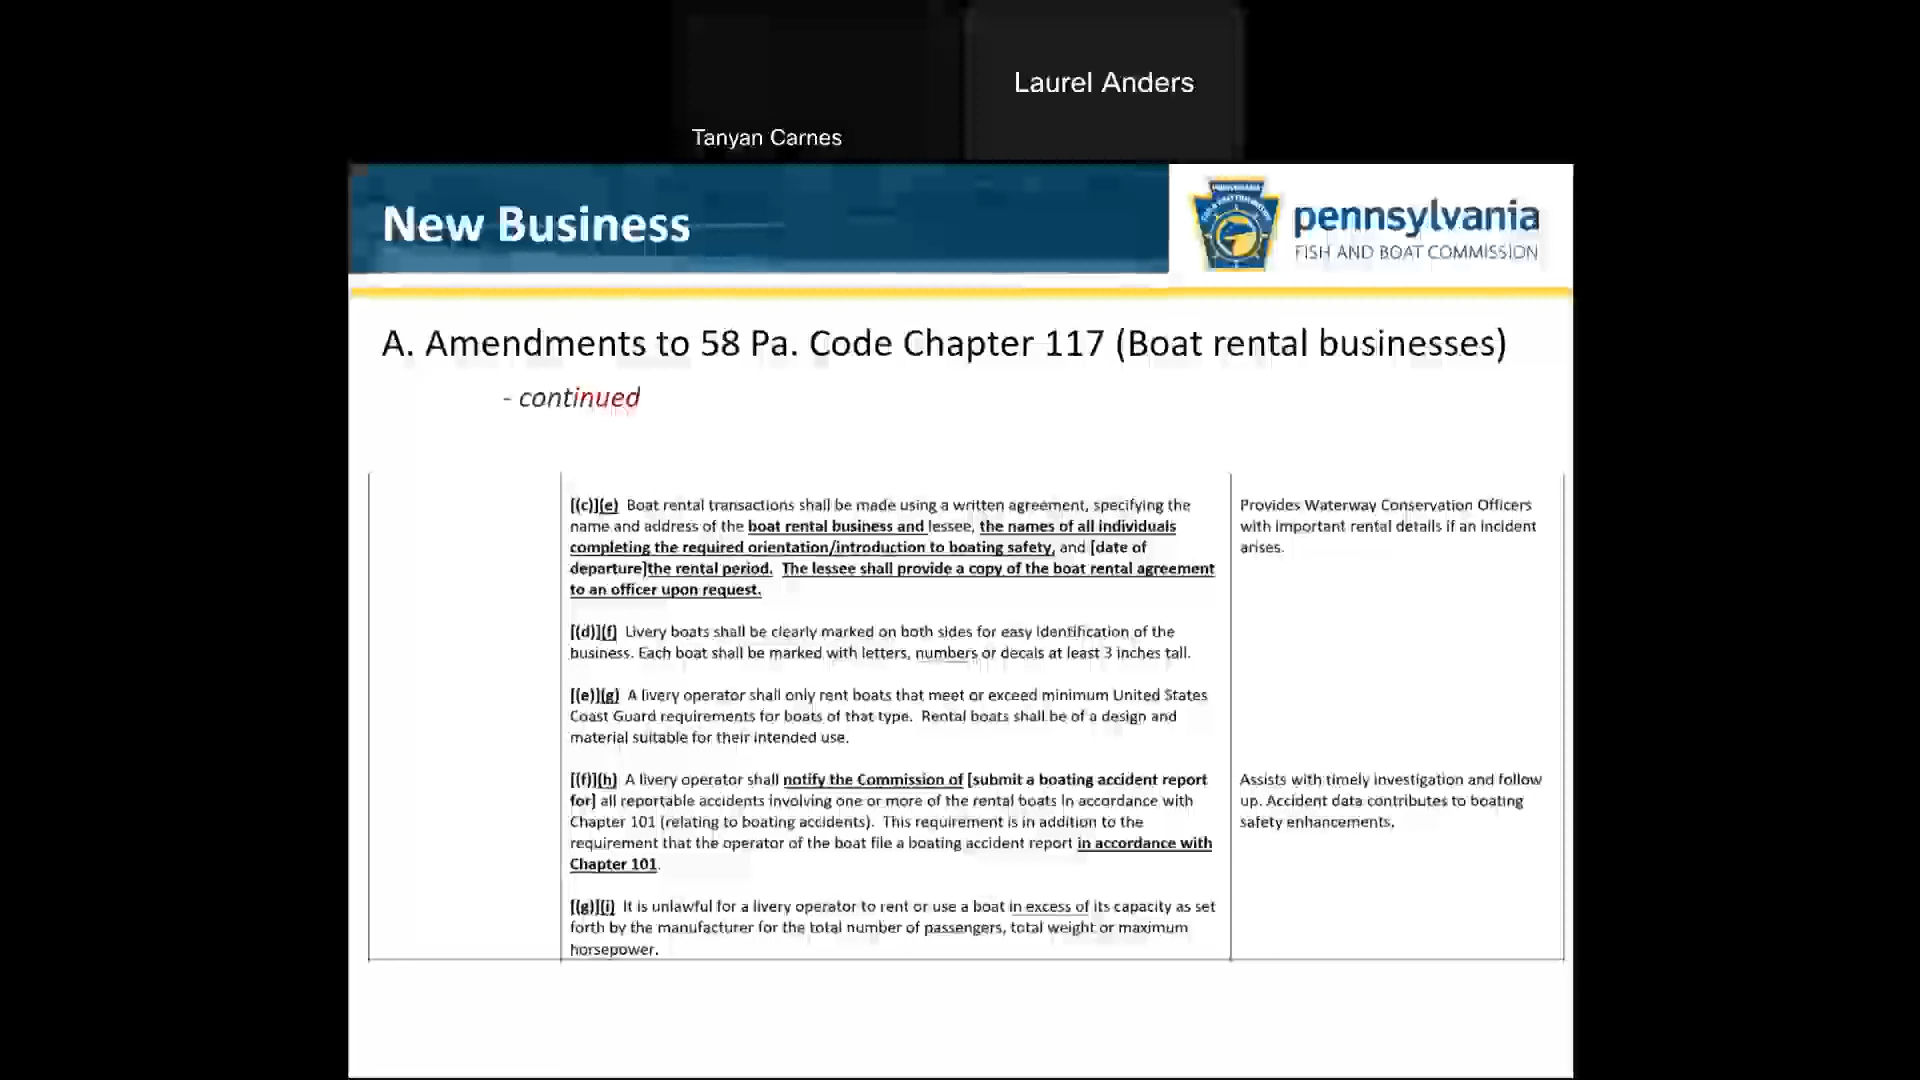 Laurel Anders
Tanyan Carnes
New Business
pennsylvania
FISH AND BOAT COMMISSION
A. Amendments to 58 Pa. Code Chapter 117 (Boat rental businesses)
- continued
[(c)](e) Boat rental transactions shall be made using a written agreement, specifying the
name and address of the boat rental business and lessee, the names of all individuals
completing the required orientation/introduction to boating safety, and [date of
departure]the rental period. The lessee shall provide a copy of the boat rental agreement
to an officer upon request.
Provides Waterway Conservation Officers
with important rental details if an incident
arises.
[(d)](f) Livery boats shall be clearly marked on both sides for easy identification of the
business. Each boat shall be marked with letters, numbers or decals at least 3 inches tall.
[(e)](g) A livery operator shall only rent boats that meet or exceed minimum United States
Coast Guard requirements for boats of that type. Rental boats shall be of a design and
material suitable for their intended use.
[(f)](h) A livery operator shall notify the Commission of [submit a boating accident report
for] all reportable accidents involving one or more of the rental boats in accordance with
Chapter 101 (relating to boating accidents). This requirement is in addition to the
requirement that the operator of the boat file a boating accident report in accordance with
Chapter 101.
Assists with timely investigation and follow
up. Accident data contributes to boating
safety enhancements.
[(g)](i) It is unlawful for a livery operator to rent or use a boat in excess of its capacity as set
forth by the manufacturer for the total number of passengers, total weight or maximum
horsepower.